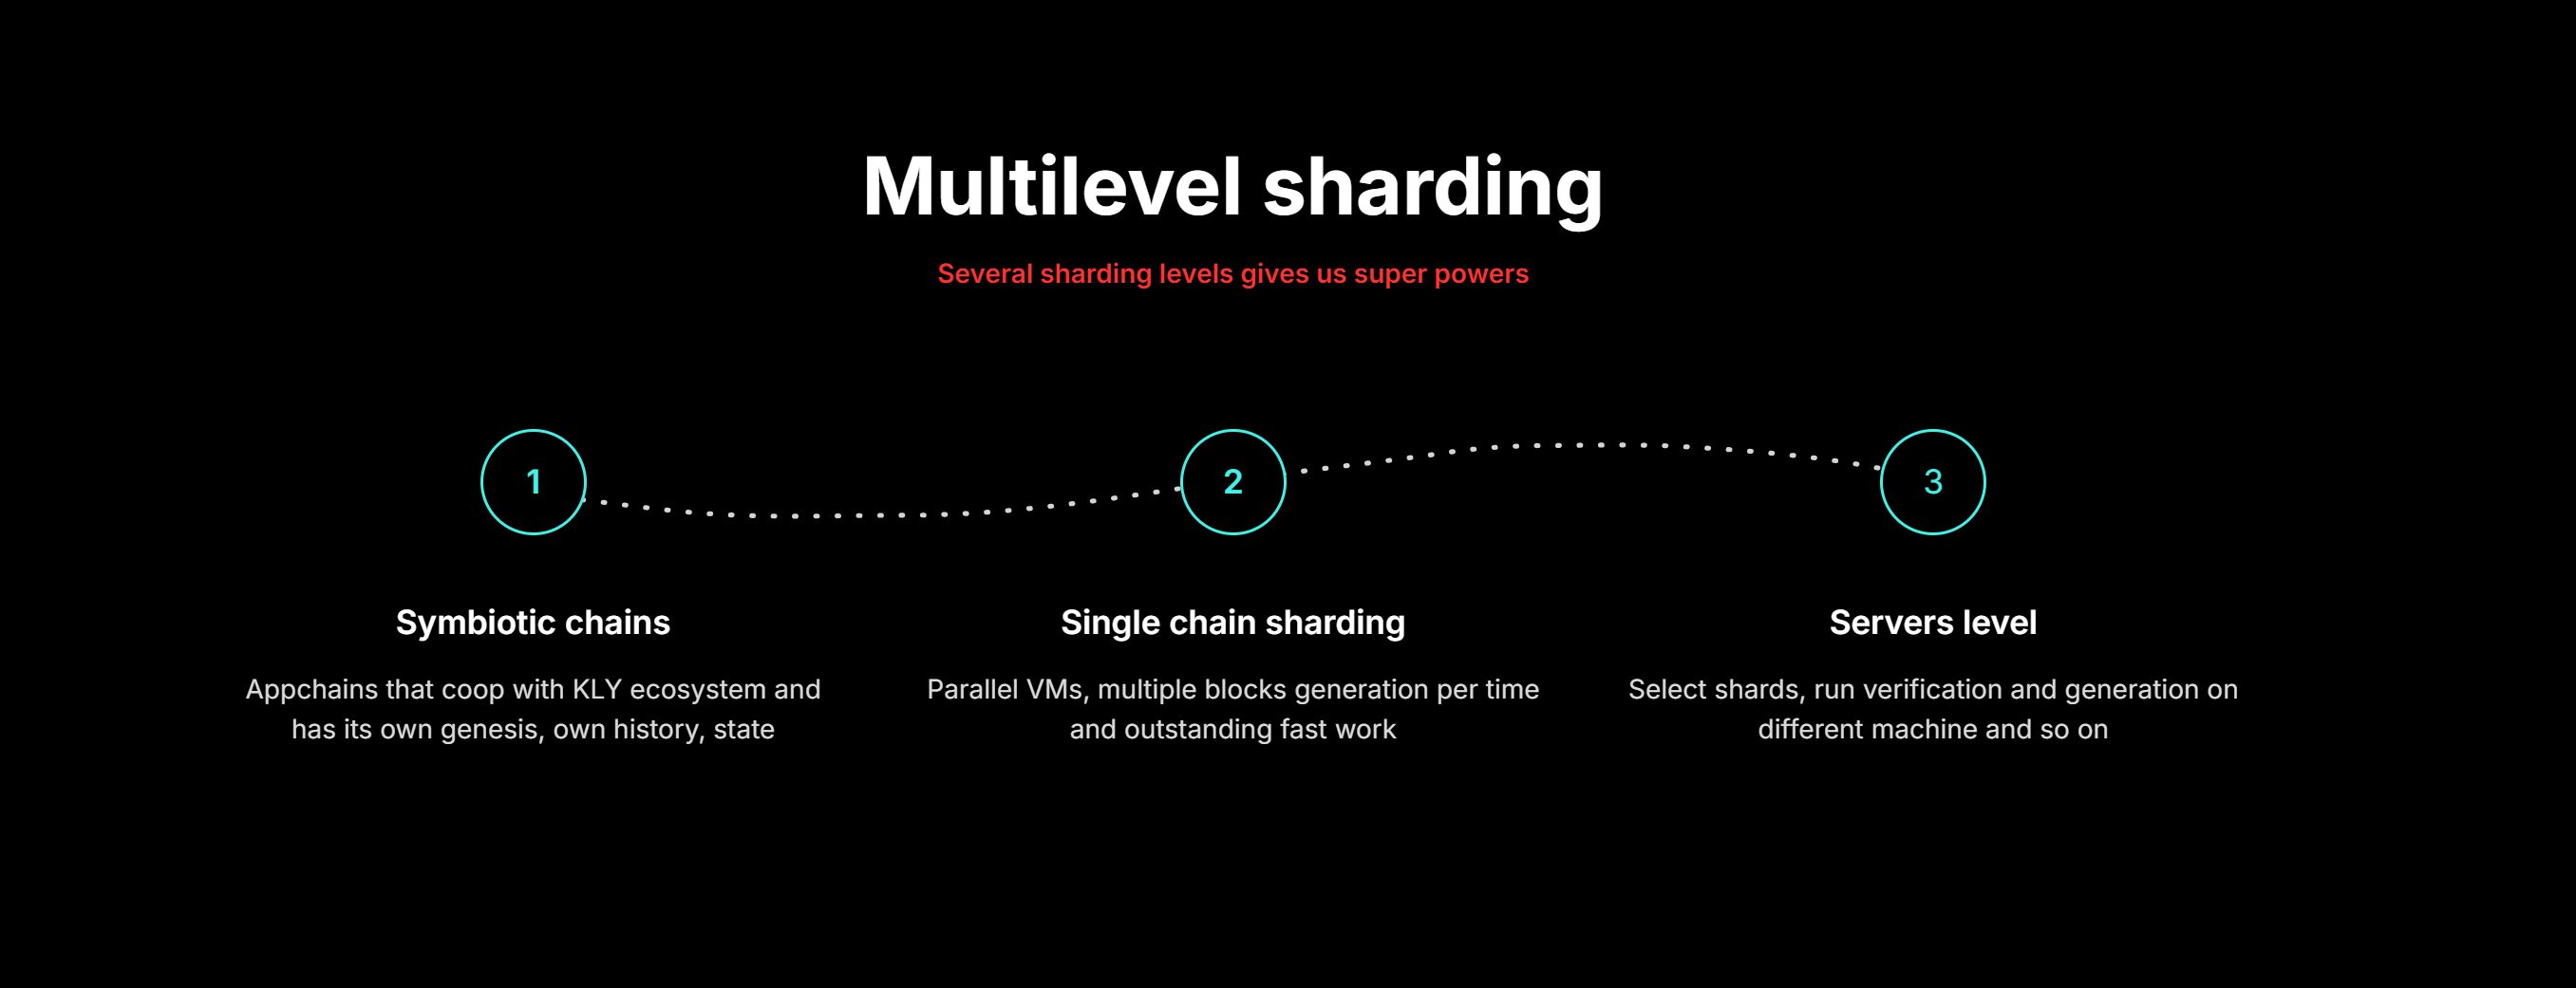 Multilevel sharding
Several sharding levels gives us super powers
1
2
3
Symbiotic chains
Appchains that coop with KLY ecosystem and
has its own genesis, own history, state
Single chain sharding
Parallel VMs, multiple blocks generation per time
and outstanding fast work
Servers level
Select shards, run verification and generation on
different machine and so on